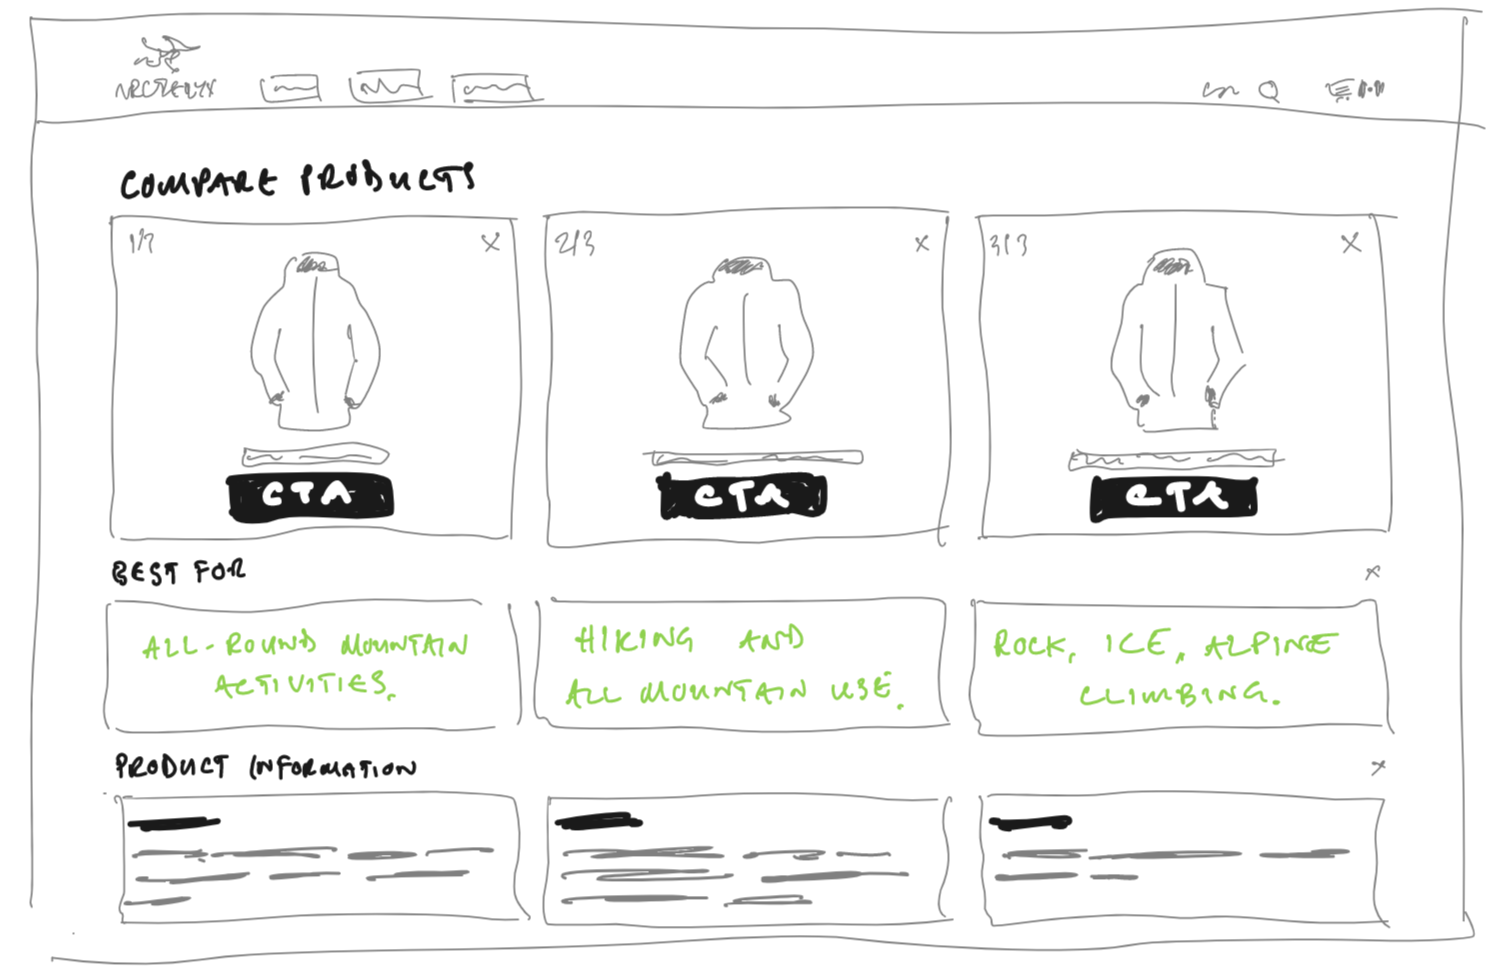 COMPARE PRODUCTS
1/3
X
2/3
X
3/3
X
CTA
CTA
CTA
BEST FOR
X
ALL-ROUND MOUNTAIN
ACTIVITIES.
HIKING AND
ALL MOUNTAIN USE.
ROCK, ICE, ALPINE
CLIMBING.
PRODUCT INFORMATION
X